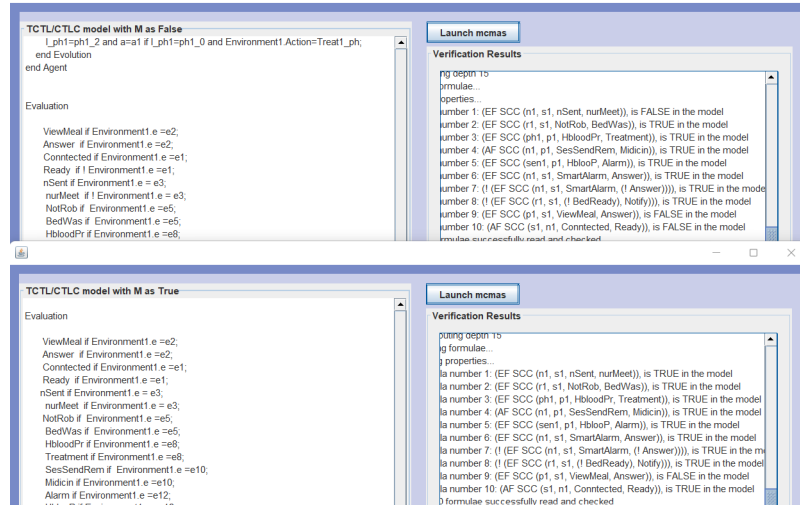 TCTL/CTLC model with M as False
l_ph1=ph1_2 and a=a1 if l_ph1=ph1_0 and Environment1.Action=Treat1_ph;
end Evolution
end Agent
Evaluation
ViewMeal if Environment1.e =e2;
Answer if Environment1.e =e2;
Conntected if Environment1.e =e1;
Ready if ! Environment1.e =e1;
nSent if Environment1.e = e3;
nurMeet if ! Environment1.e = e3;
NotRob if Environment1.e =e5;
BedWas if Environment1.e =e5;
HbloodPr if Environment1.e =e8;
Launch mcmas
Verification Results
ng depth 15
ormulae...
operties...
number 1: (EF SCC (n1, s1, nSent, nurMeet)), is FALSE in the model
number 2: (EF SCC (r1, s1, NotRob, BedWas)), is TRUE in the model
number 3: (EF SCC (ph1, p1, HbloodPr, Treatment)), is TRUE in the model
number 4: (AF SCC (n1, p1, SesSendRem, Midicin)), is TRUE in the model
number 5: (EF SCC (sen1, p1, HblooP, Alarm)), is TRUE in the model
number 6: (EF SCC (n1, s1, SmartAlarm, Answer)), is TRUE in the model
number 7: (! (EF SCC (n1, s1, SmartAlarm, (! Answer)))), is TRUE in the mode
number 8: (! (EF SCC (r1, s1, (! BedReady), Notify))), is TRUE in the model
number 9: (EF SCC (p1, s1, ViewMeal, Answer)), is FALSE in the model
number 10: (AF SCC (s1, n1, Conntected, Ready)), is FALSE in the model
ormulae successfully read and checked
TCTL/CTLC model with M as True
Evaluation
ViewMeal if Environment1.e =e2;
Answer if Environment1.e =e2;
Conntected if Environment1.e =e1;
Ready if Environment1.e =e1;
nSent if Environment1.e = e3;
nurMeet if Environment1.e = e3;
NotRob if Environment1.e =e5;
BedWas if Environment1.e =e5;
HbloodPr if Environment1.e =e8;
Treatment if Environment1.e =e8;
SesSendRem if Environment1.e =e10;
Midicin if Environment1.e =e10;
Alarm if Environment1.e =e12;
Launch mcmas
Verification Results
outing depth 15
g formulae...
g properties...
la number 1: (EF SCC (n1, s1, nSent, nurMeet)), is TRUE in the model
la number 2: (EF SCC (r1, s1, NotRob, BedWas)), is TRUE in the model
la number 3: (EF SCC (ph1, p1, HbloodPr, Treatment)), is TRUE in the model
la number 4: (AF SCC (n1, p1, SesSendRem, Midicin)), is TRUE in the model
la number 5: (EF SCC (sen1, p1, HblooP, Alarm)), is TRUE in the model
la number 6: (EF SCC (n1, s1, SmartAlarm, Answer)), is TRUE in the model
la number 7: (! (EF SCC (n1, s1, SmartAlarm, (! Answer)))), is TRUE in the m
la number 8: (! (EF SCC (r1, s1, (! BedReady), Notify))), is TRUE in the model
la number 9: (EF SCC (p1, s1, ViewMeal, Answer)), is FALSE in the model
la number 10: (AF SCC (s1, n1, Conntected, Ready)), is TRUE in the model
0 formulae successfully read and checked